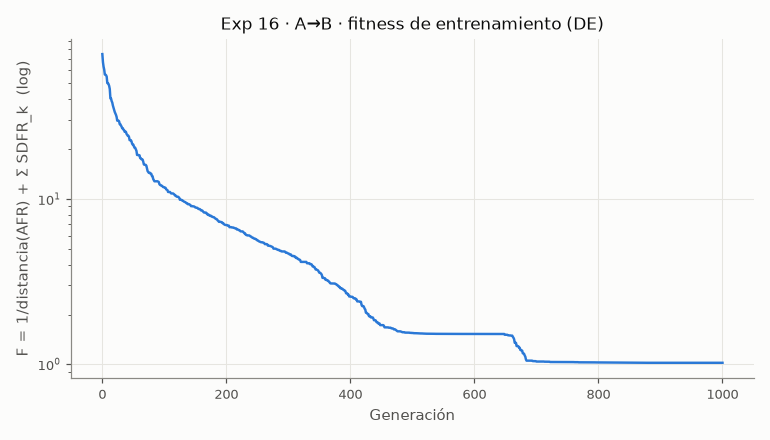 Exp 16 · A→B · fitness de entrenamiento (DE)
F = 1/distancia(AFR) + Σ SDFR_k (log)
10¹
10⁰
0 200 400 600 800 1000
Generación